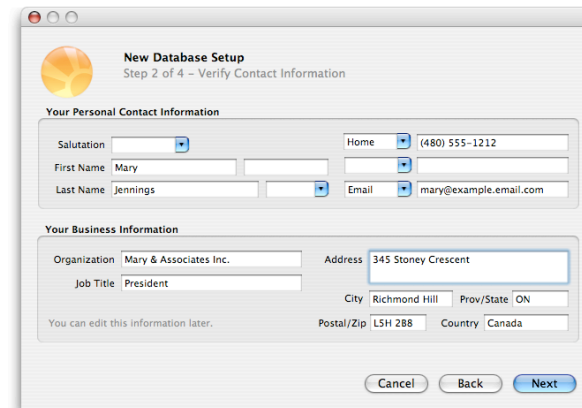 New Database Setup
Step 2 of 4 – Verify Contact Information
Your Personal Contact Information
Salutation Home (480) 555-1212
First Name Mary
Last Name Jennings Email mary@example.email.com
Your Business Information
Organization Mary & Associates Inc. Address 345 Stoney Crescent
Job Title President
City Richmond Hill Prov/State ON
You can edit this information later. Postal/Zip L5H 2B8 Country Canada
Cancel Back Next